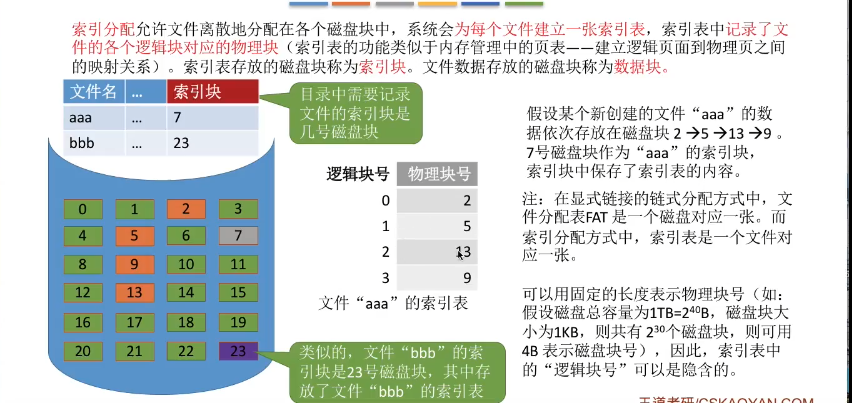 索引分配允许文件离散地分配在各个磁盘块中，系统会为每个文件建立一张索引表，索引表中记录了文
件的各个逻辑块对应的物理块（索引表的功能类似于内存管理中的页表——建立逻辑页面到物理页之间
的映射关系）。索引表存放的磁盘块称为索引块。文件数据存放的磁盘块称为数据块。
文件名 ... 索引块
aaa ... 7
bbb ... 23
目录中需要记录
文件的索引块是
几号磁盘块
0 1 2 3
4 5 6 7
8 9 10 11
12 13 14 15
16 17 18 19
20 21 22 23
逻辑块号 物理块号
0 2
1 5
2 13
3 9
文件“aaa”的索引表
类似的，文件“bbb”的索
引块是23号磁盘块，其中存
放了文件“bbb”的索引表
假设某个新创建的文件“aaa”的数
据依次存放在磁盘块 2→5→13→9 。
7号磁盘块作为“aaa”的索引块，
索引块中保存了索引表的内容。
注：在显式链接的链式分配方式中，文
件分配表FAT 是一个磁盘对应一张。而
索引分配方式中，索引表是一个文件对
应一张。
可以用固定的长度表示物理块号（如：
假设磁盘总容量为1TB=2⁴⁰B，磁盘块大
小为1KB，则共有 2³⁰个磁盘块，则可用
4B 表示磁盘块号），因此，索引表中
的“逻辑块号”可以是隐含的。
王道考研/CSKAOYAN.COM